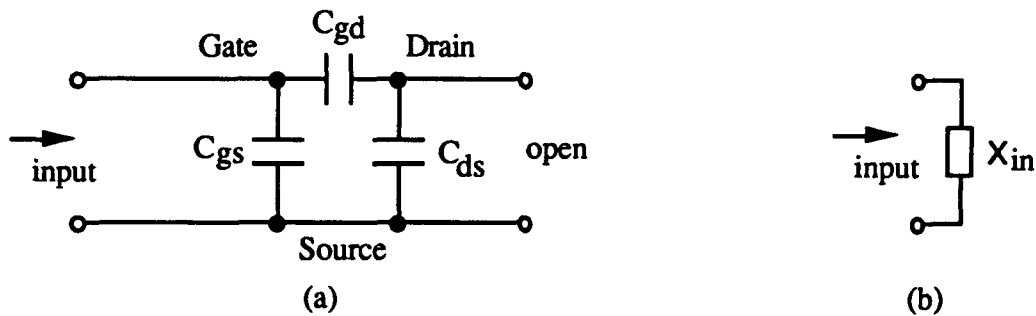 Cgd
Gate
Drain
input
Cgs
Cds
open
Source
(a)
input
Xin
(b)